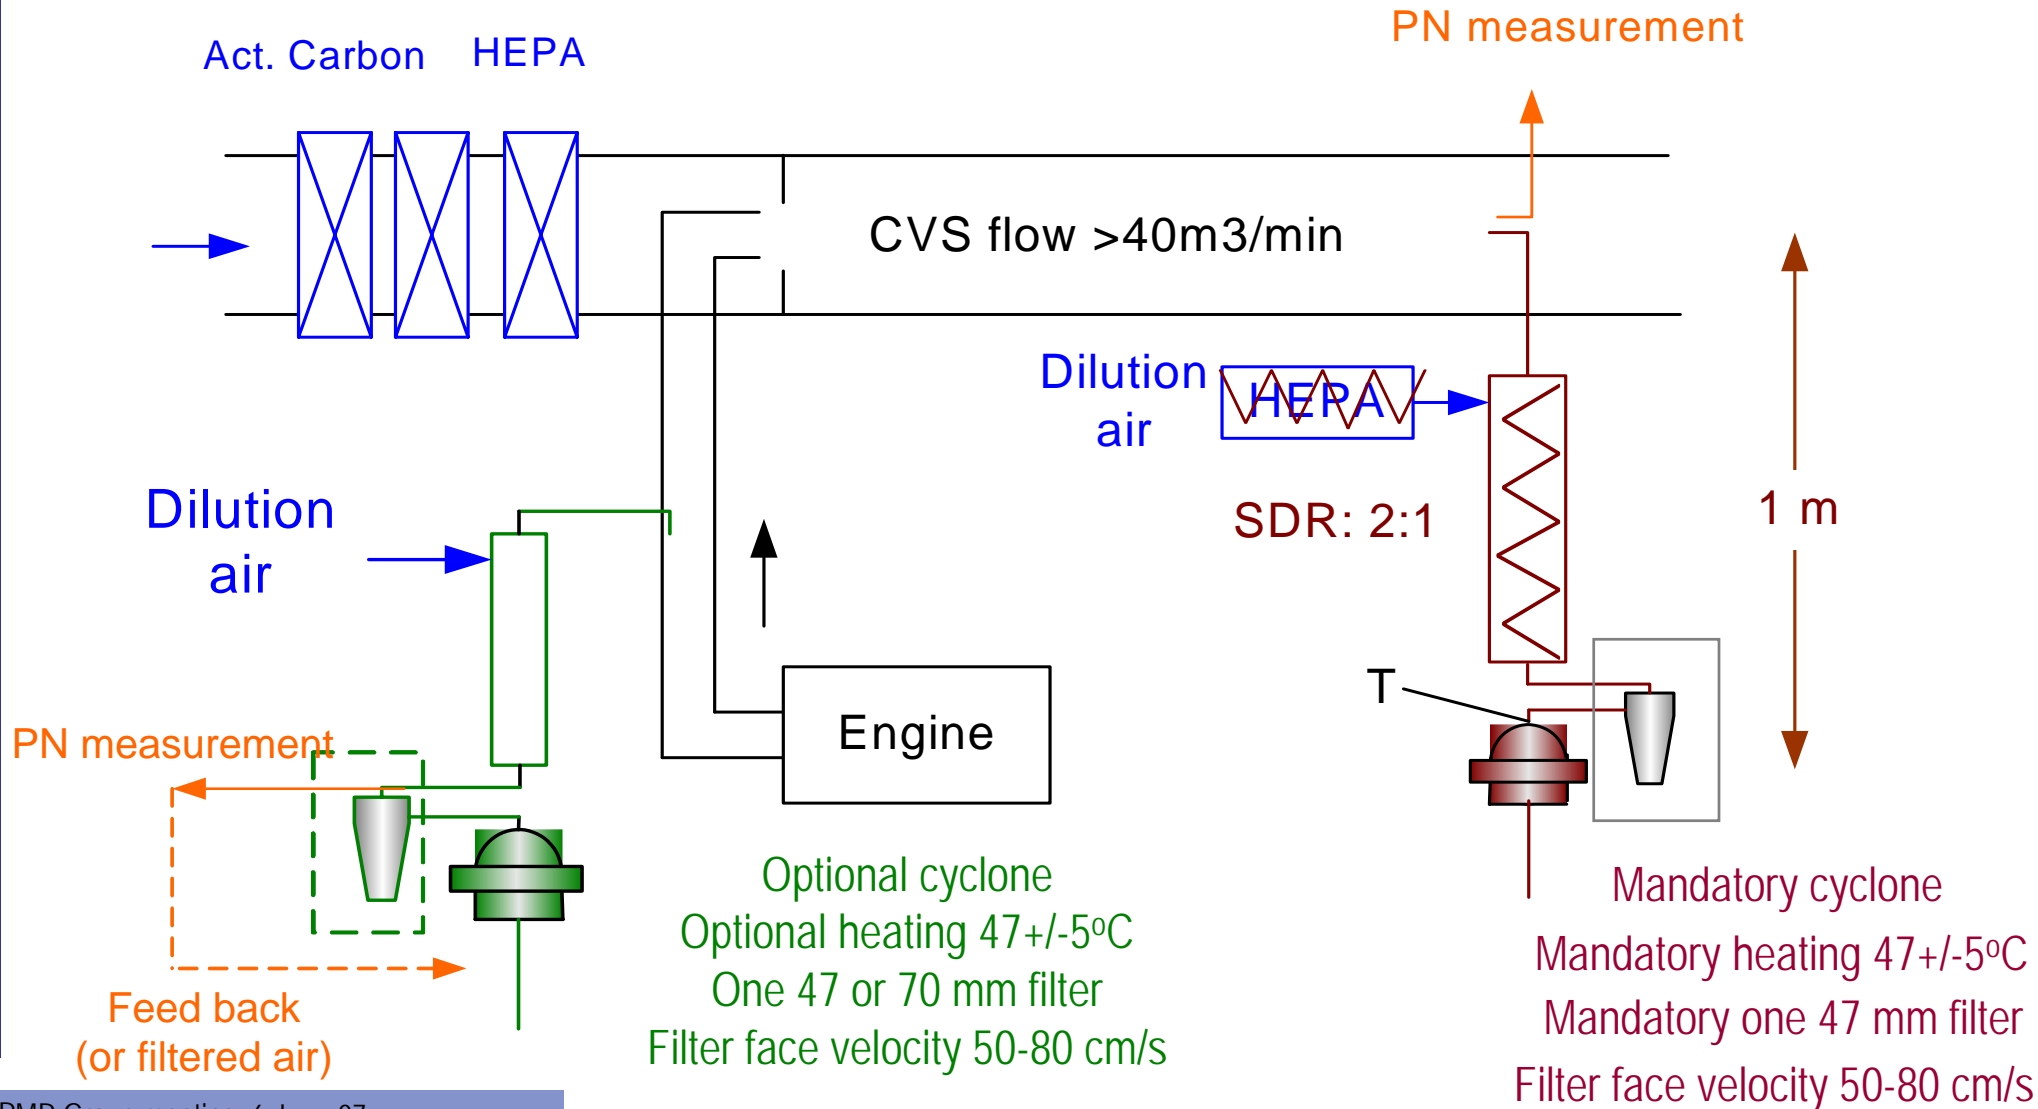 PN measurement
Act. Carbon HEPA
CVS flow >40m3/min
Dilution
air
HEPA
SDR: 2:1
1 m
Dilution
air
T
Engine
PN measurement
Feed back
(or filtered air)
Optional cyclone
Optional heating 47+/-5ºC
One 47 or 70 mm filter
Filter face velocity 50-80 cm/s
Mandatory cyclone
Mandatory heating 47+/-5ºC
Mandatory one 47 mm filter
Filter face velocity 50-80 cm/s